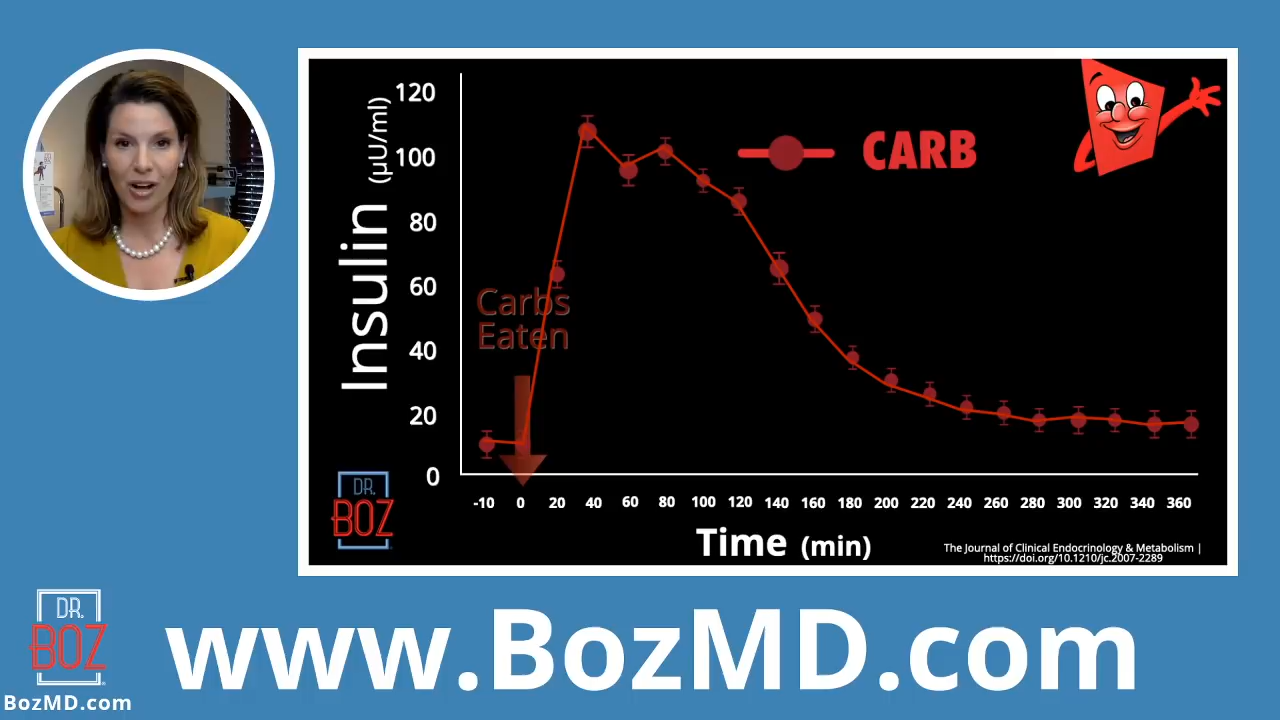 120
100
80
60
40
20
0
Insulin (μU/ml)
CARB
Carbs
Eaten
-10 0 20 40 60 80 100 120 140 160 180 200 220 240 260 280 300 320 340 360
Time (min)
The Journal of Clinical Endocrinology & Metabolism |
https://doi.org/10.1210/jc.2007-2289
DR.
BOZ
DR.
BOZ
BozMD.com
www.BozMD.com